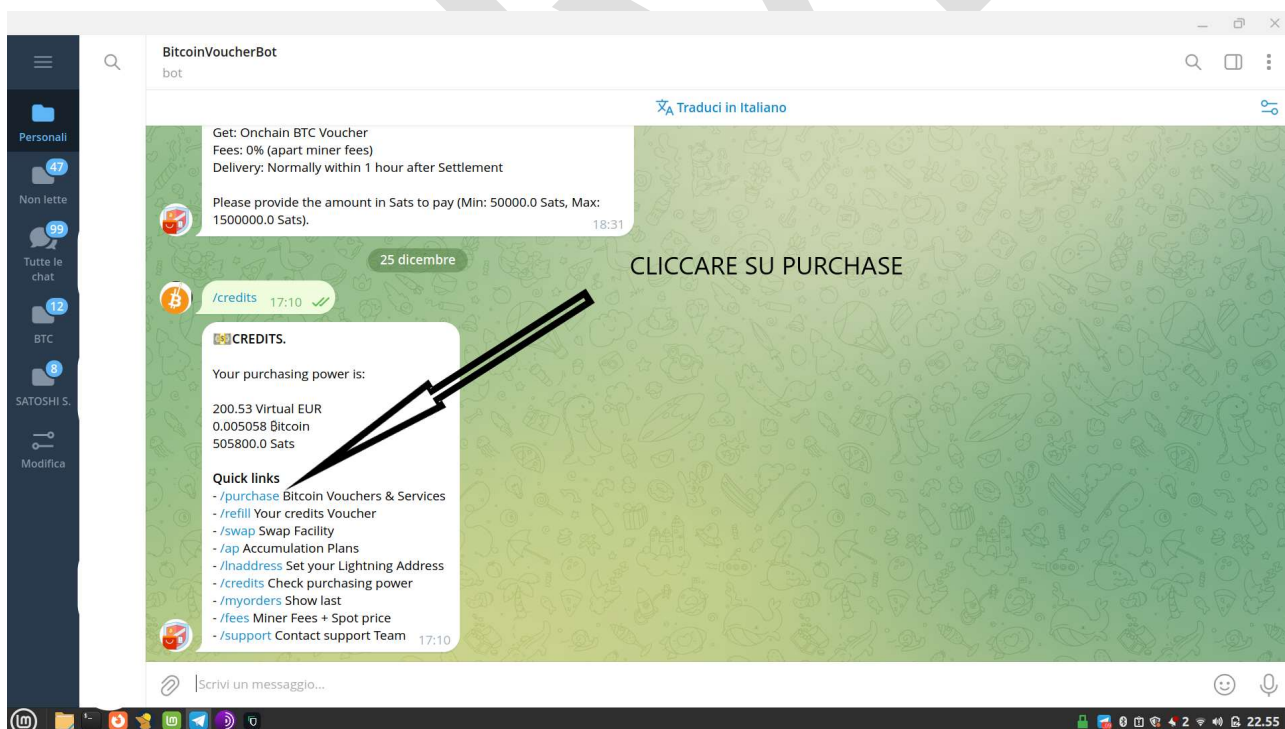 BitcoinVoucherBot
bot
Traduci in Italiano
Personali
47
Non lette
99
Tutte le
chat
12
BTC
8
SATOSHI S.
Modifica
Get: Onchain BTC Voucher
Fees: 0% (apart miner fees)
Delivery: Normally within 1 hour after Settlement
Please provide the amount in Sats to pay (Min: 50000.0 Sats, Max:
1500000.0 Sats).
18:31
25 dicembre
CLICCARE SU PURCHASE
/credits 17:10
CREDITS.
Your purchasing power is:
200.53 Virtual EUR
0.005058 ₿itcoin
505800.0 Sats
Quick links
- /purchase Bitcoin Vouchers & Services
- /refill Your credits Voucher
- /swap Swap Facility
- /ap Accumulation Plans
- /lnaddress Set your Lightning Address
- /credits Check purchasing power
- /myorders Show last
- /fees Miner Fees + Spot price
- /support Contact support Team
17:10
Scrivi un messaggio...
2
22.55